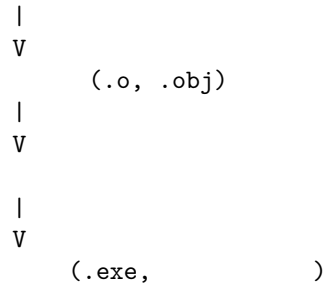 |
V
(.o, .obj)
|
V
|
V
(.exe, )